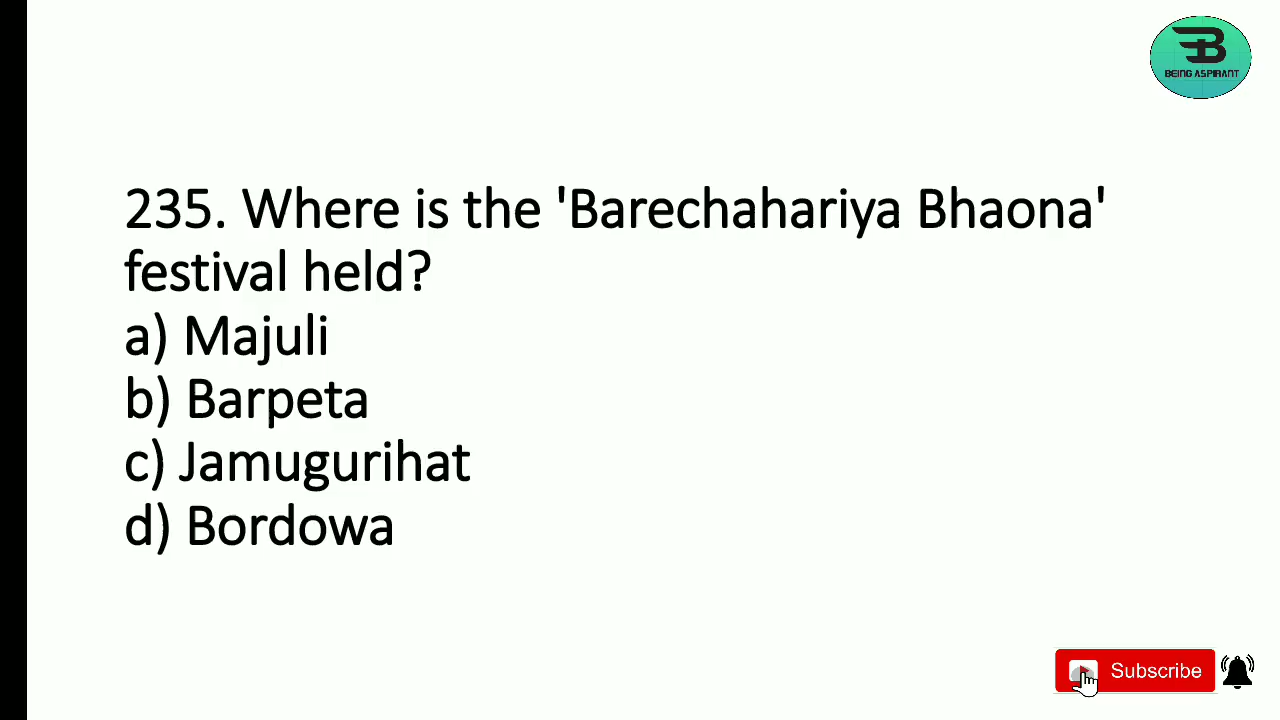 BEING ASPIRANT
235. Where is the 'Barechahariya Bhaona'
festival held?
a) Majuli
b) Barpeta
c) Jamugurihat
d) Bordowa
Subscribe